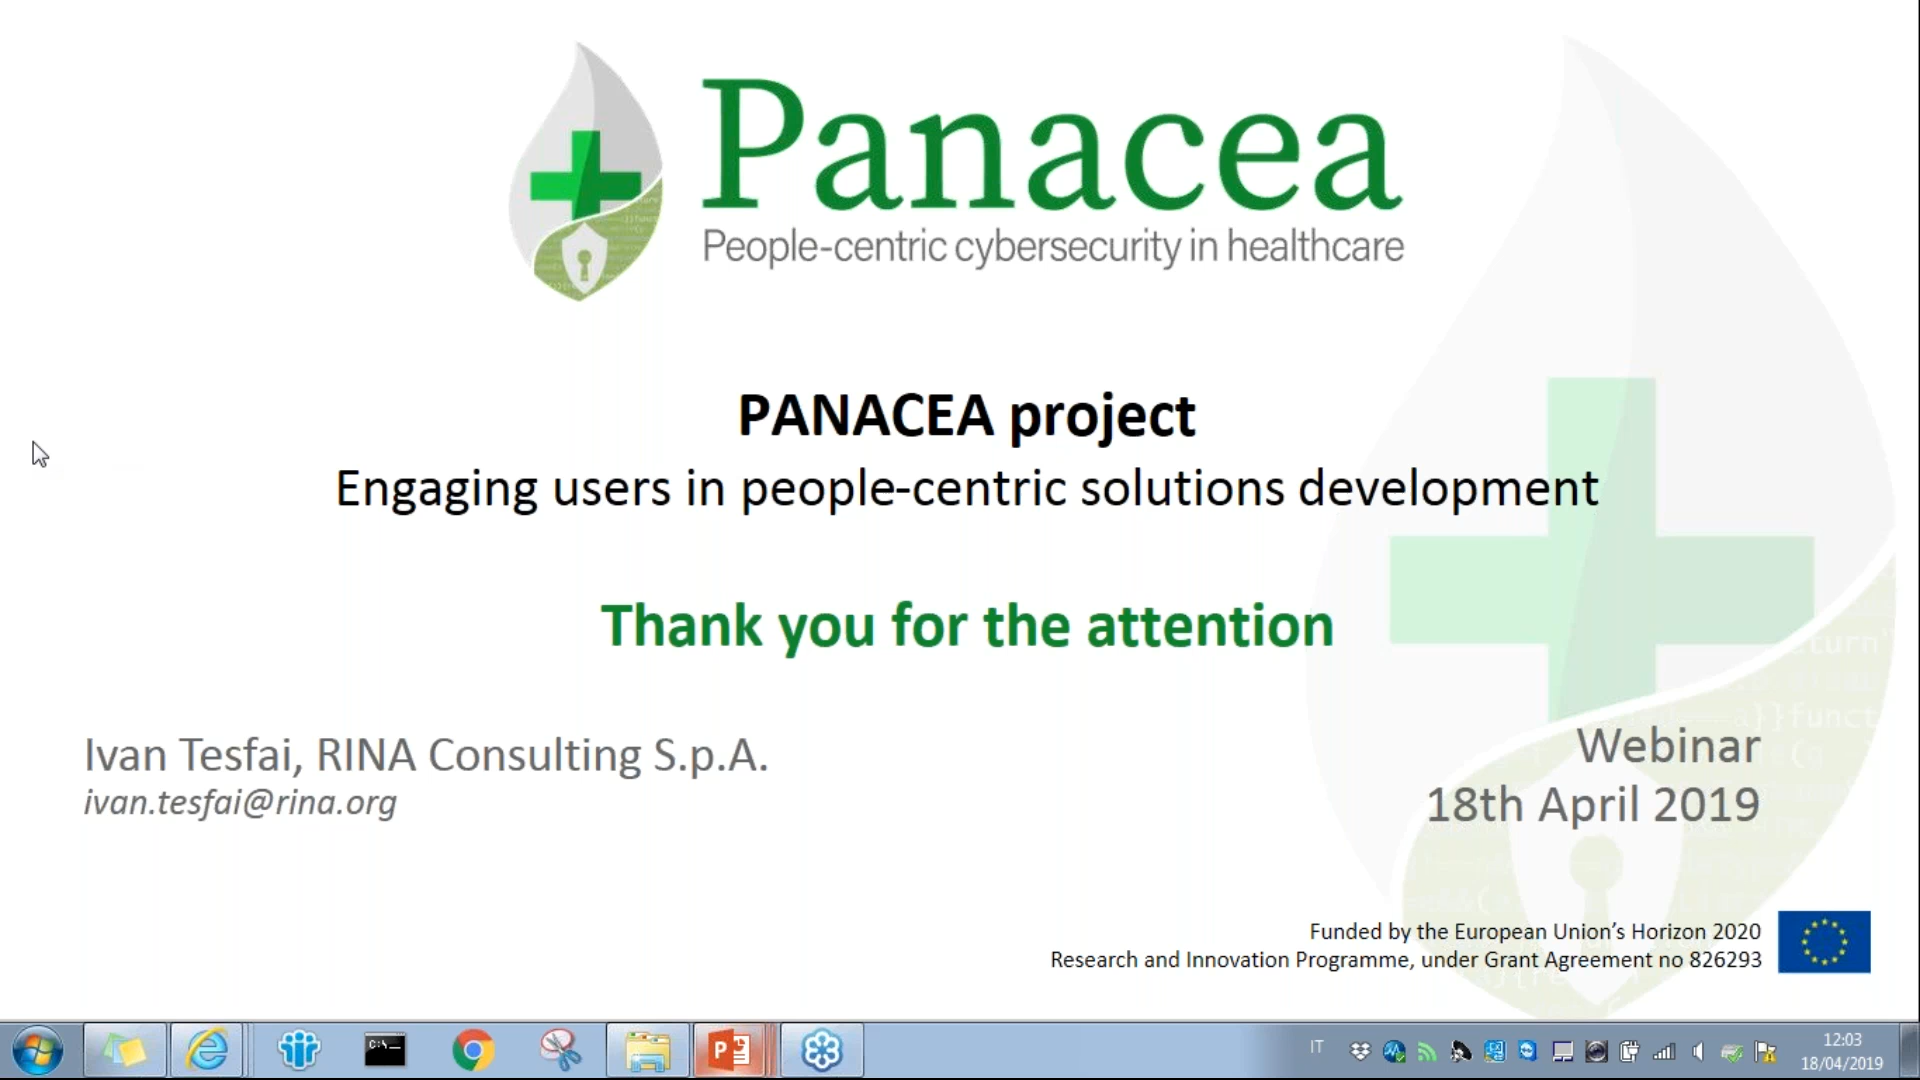 Panacea
People-centric cybersecurity in healthcare
PANACEA project
Engaging users in people-centric solutions development
Thank you for the attention
Ivan Tesfai, RINA Consulting S.p.A.
ivan.tesfai@rina.org
Webinar
18th April 2019
Funded by the European Union's Horizon 2020
Research and Innovation Programme, under Grant Agreement no 826293
IT
12:03
18/04/2019